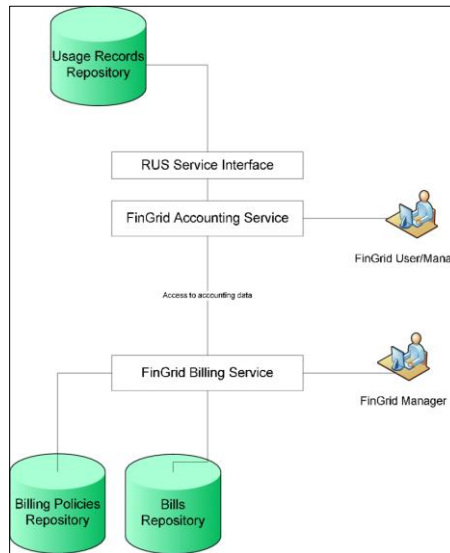 Usage Records
Repository
RUS Service Interface
FinGrid Accounting Service
FinGrid User/Mana
Access to accounting data
FinGrid Billing Service
FinGrid Manager
Billing Policies
Repository
Bills
Repository